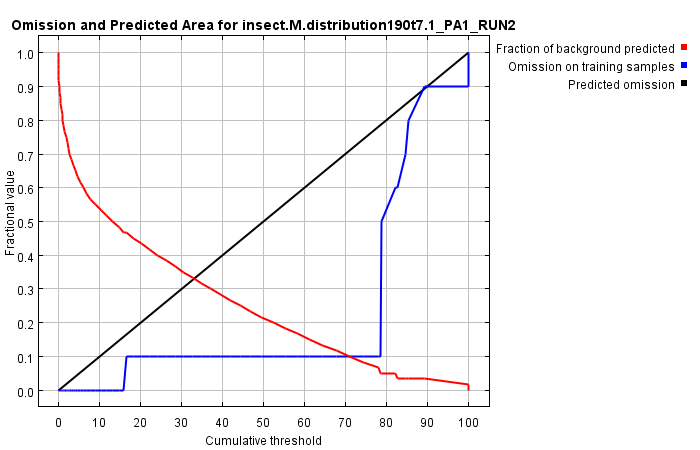 Omission and Predicted Area for insect.M.distribution190t7.1_PA1_RUN2
Fraction of background predicted
Omission on training samples
Predicted omission
1.0
0.9
0.8
0.7
0.6
0.5
0.4
0.3
0.2
0.1
0.0
Fractional value
0 10 20 30 40 50 60 70 80 90 100
Cumulative threshold